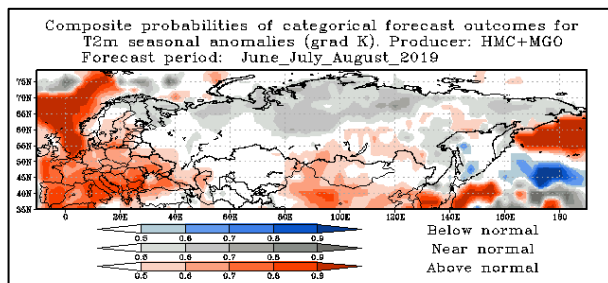 Composite probabilities of categorical forecast outcomes for
T2m seasonal anomalies (grad K). Producer: HMC+MGO
Forecast period: June_July_August_2019
75N
70N
65N
60N
55N
50N
45N
40N
35N
0 20E 40E 60E 80E 100E 120E 140E 160E 180
0.5 0.6 0.7 0.8 0.9 Below normal
0.5 0.6 0.7 0.8 0.9 Near normal
0.5 0.6 0.7 0.8 0.9 Above normal